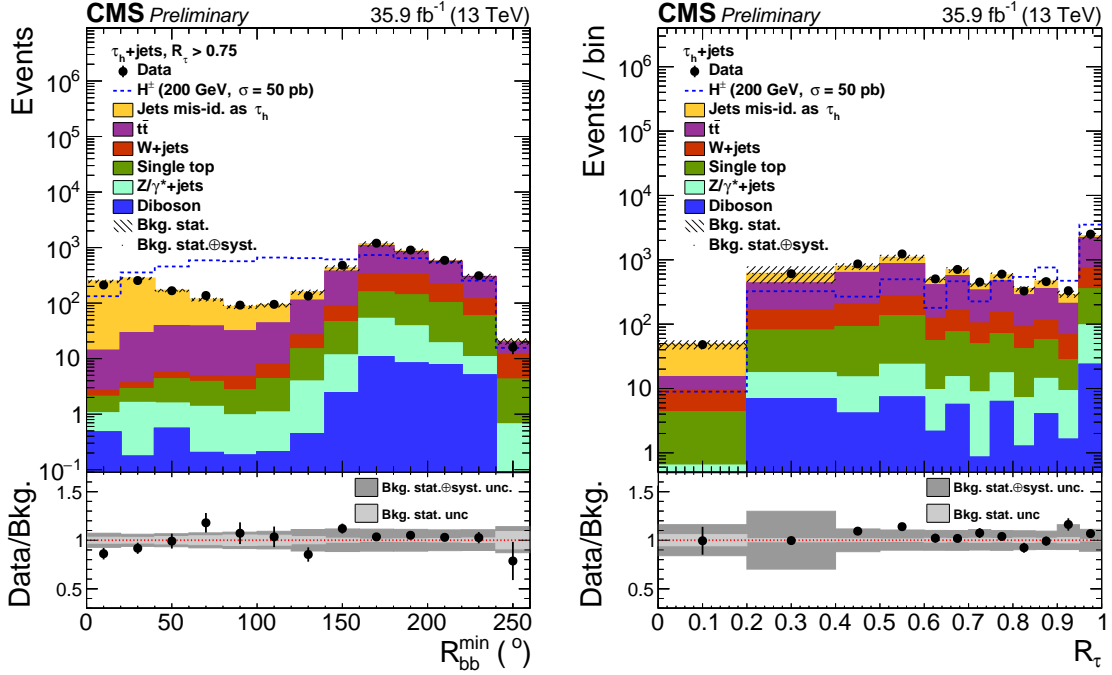 CMS Preliminary 35.9 fb⁻¹ (13 TeV)
Events
τₕ+jets, R_τ > 0.75
Data
H± (200 GeV, σ = 50 pb)
Jets mis-id. as τₕ
tt̄
W+jets
Single top
Z/γ*+jets
Diboson
Bkg. stat.
Bkg. stat.⊕syst.
10⁶
10⁵
10⁴
10³
10²
10
1
10⁻¹
Data/Bkg.
Bkg. stat.⊕syst. unc.
Bkg. stat. unc
1.5
1.0
0.5
0 50 100 150 200 250
R_bb^min (°)
CMS Preliminary 35.9 fb⁻¹ (13 TeV)
Events / bin
τₕ+jets
Data
H± (200 GeV, σ = 50 pb)
Jets mis-id. as τₕ
tt̄
W+jets
Single top
Z/γ*+jets
Diboson
Bkg. stat.
Bkg. stat.⊕syst.
10⁶
10⁵
10⁴
10³
10²
10
1
Data/Bkg.
Bkg. stat.⊕syst. unc.
Bkg. stat. unc
1.5
1.0
0.5
0 0.1 0.2 0.3 0.4 0.5 0.6 0.7 0.8 0.9 1
R_τ